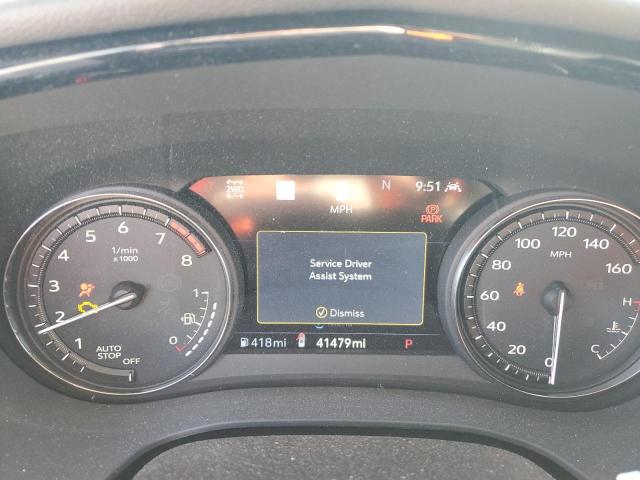 2WD
N
9:51
MPH
PARK
Service Driver
Assist System
Dismiss
418mi
41479mi
P
1 2 3 4 5 6 7 8
1/min
x1000
AUTO
STOP
OFF
1
0
0 20 40 60 80 100 120 140 160
MPH
H
C